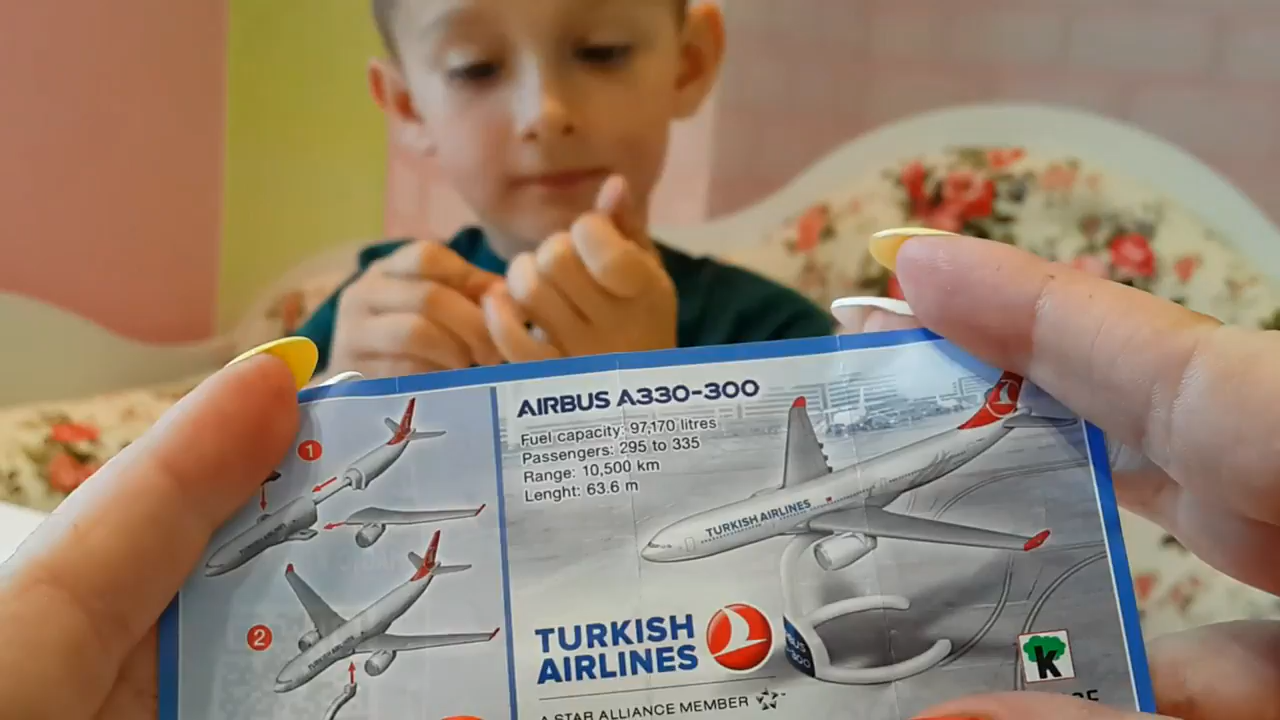 1
2
AIRBUS A330-300
Fuel capacity: 97,170 litres
Passengers: 295 to 335
Range: 10,500 km
Lenght: 63.6 m
TURKISH AIRLINES
TURKISH
AIRLINES
A STAR ALLIANCE MEMBER
K